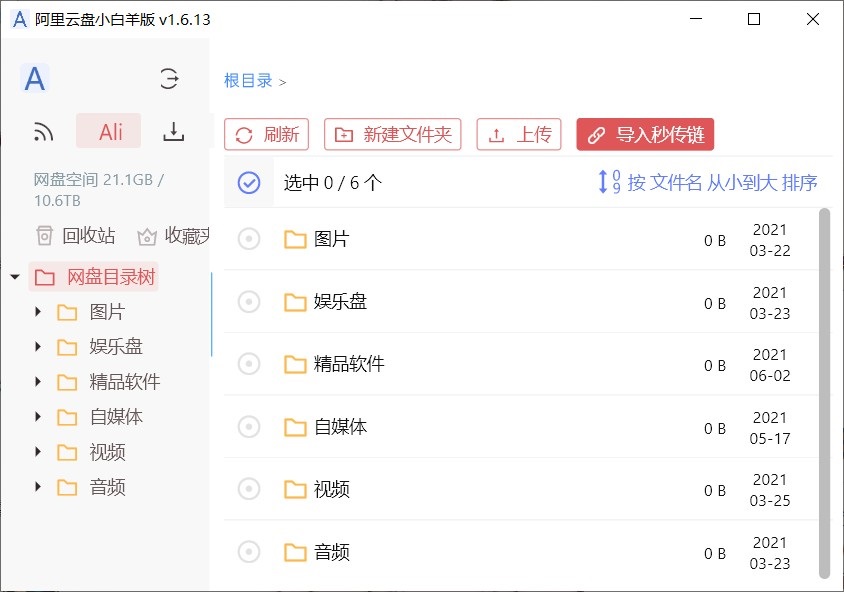 阿里云盘小白羊版 v1.6.13
A
根目录 >
Ali
刷新 新建文件夹 上传 导入秒传链
网盘空间 21.1GB /
10.6TB
选中 0 / 6 个
按 文件名 从小到大 排序
回收站 收藏夹
网盘目录树
图片
娱乐盘
精品软件
自媒体
视频
音频
图片 0 B 2021
03-22
娱乐盘 0 B 2021
03-23
精品软件 0 B 2021
06-02
自媒体 0 B 2021
05-17
视频 0 B 2021
03-25
音频 0 B 2021
03-23